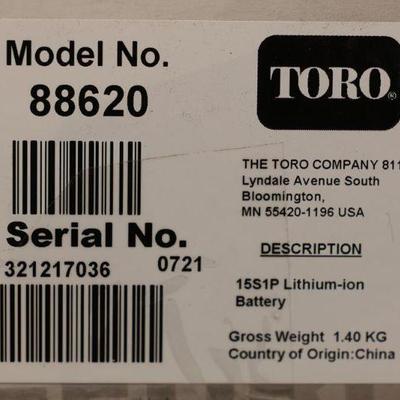 Model No.
88620
TORO®
THE TORO COMPANY 811
Lyndale Avenue South
Bloomington,
MN 55420-1196 USA
Serial No.
321217036 0721
DESCRIPTION
15S1P Lithium-ion
Battery
Gross Weight 1.40 KG
Country of Origin:China